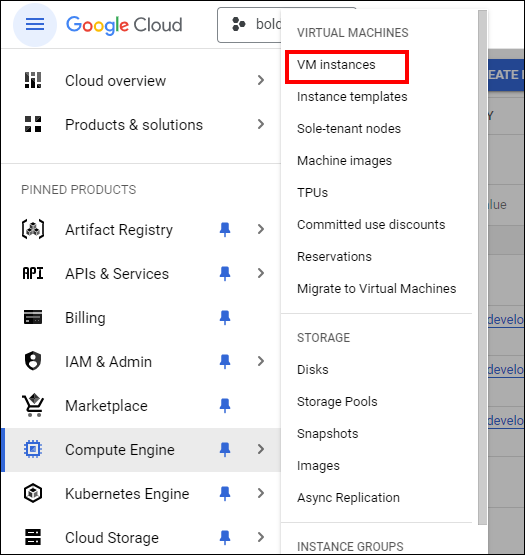 Google Cloud
bold
Cloud overview
Products & solutions
PINNED PRODUCTS
Artifact Registry
API APIs & Services
Billing
IAM & Admin
Marketplace
Compute Engine
Kubernetes Engine
Cloud Storage
VIRTUAL MACHINES
VM instances
Instance templates
Sole-tenant nodes
Machine images
TPUs
Committed use discounts
Reservations
Migrate to Virtual Machines
STORAGE
Disks
Storage Pools
Snapshots
Images
Async Replication
INSTANCE GROUPS
EATE
Y
alue
develo
develo
develo